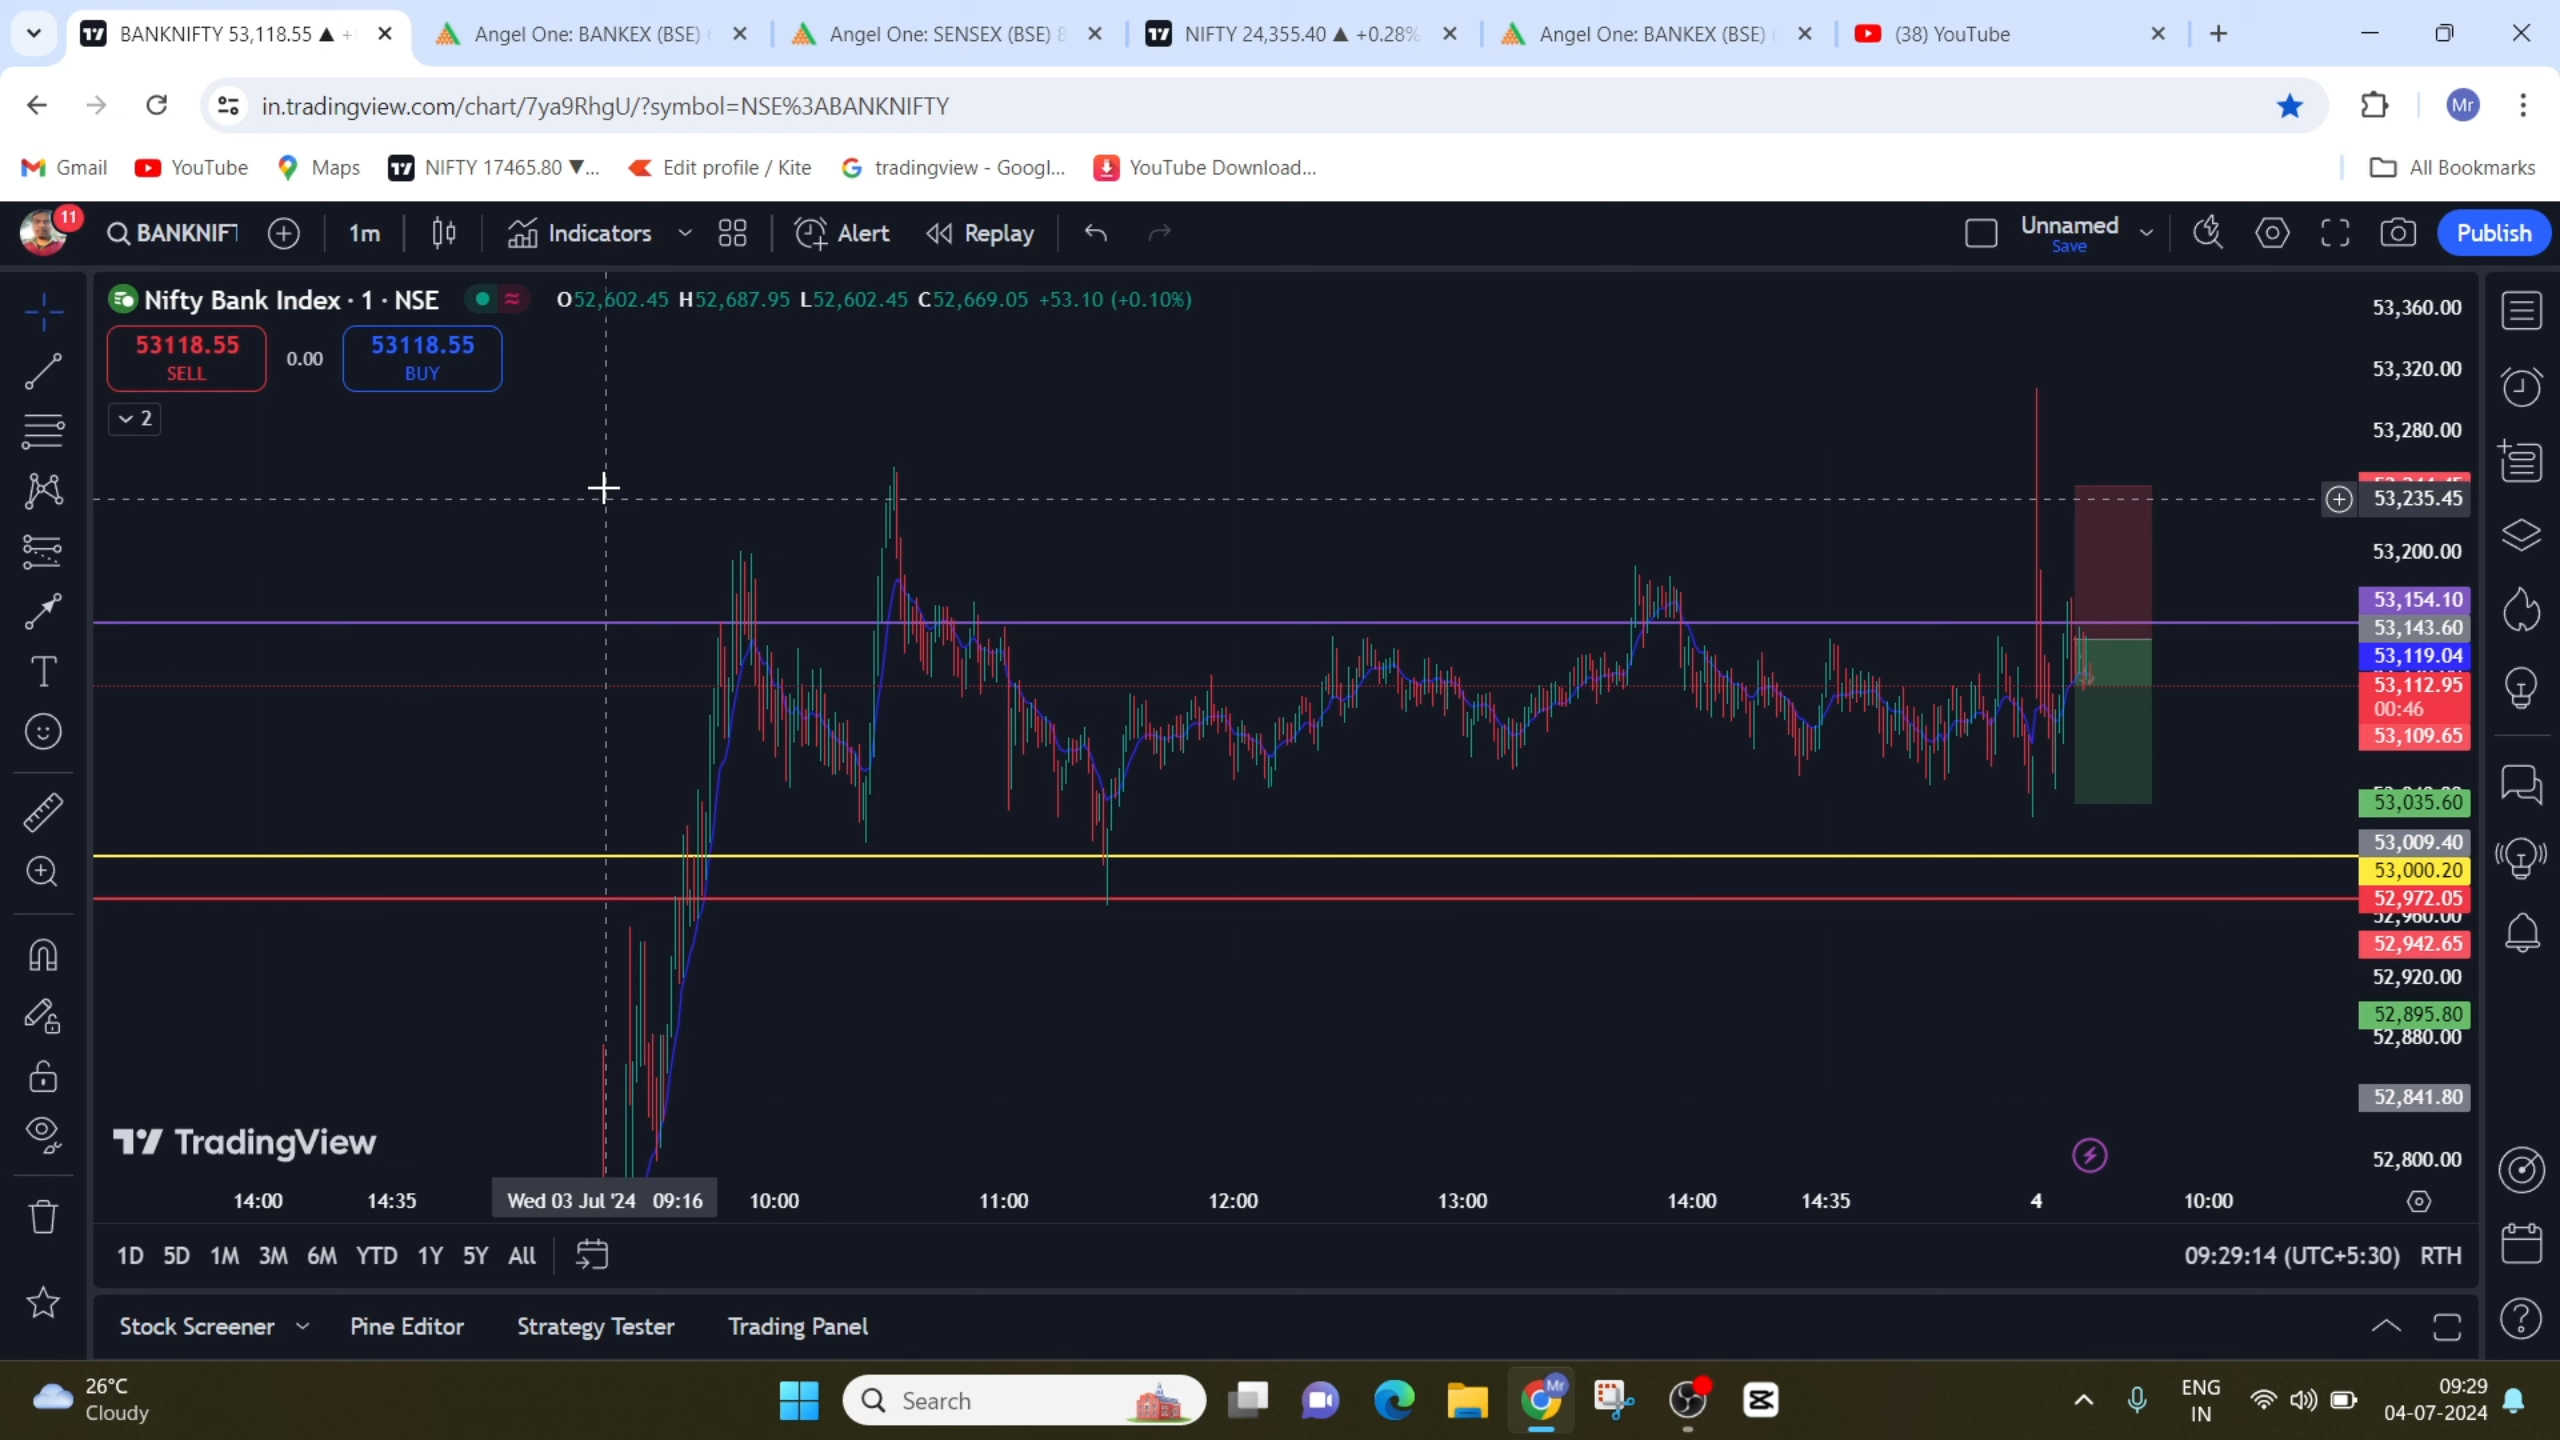 BANKNIFTY 53,118.55 ▲ +
Angel One: BANKEX (BSE) 6
Angel One: SENSEX (BSE) 8
NIFTY 24,355.40 ▲ +0.28%
Angel One: BANKEX (BSE)
(38) YouTube
in.tradingview.com/chart/7ya9RhgU/?symbol=NSE%3ABANKNIFTY
Mr
Gmail
YouTube
Maps
NIFTY 17465.80 ▼...
Edit profile / Kite
tradingview - Googl...
YouTube Download...
All Bookmarks
11
BANKNIFT
1m
Indicators
Alert
Replay
Unnamed
Save
Publish
Nifty Bank Index · 1 · NSE
O52,602.45 H52,687.95 L52,602.45 C52,669.05 +53.10 (+0.10%)
53118.55
SELL
0.00
53118.55
BUY
2
53,360.00
53,320.00
53,280.00
53,235.45
53,200.00
53,154.10
53,143.60
53,119.04
53,112.95
00:46
53,109.65
53,035.60
53,009.40
53,000.20
52,972.05
52,960.00
52,942.65
52,920.00
52,895.80
52,880.00
52,841.80
52,800.00
TradingView
14:00
14:35
Wed 03 Jul '24 09:16
10:00
11:00
12:00
13:00
14:00
14:35
4
10:00
1D 5D 1M 3M 6M YTD 1Y 5Y All
09:29:14 (UTC+5:30) RTH
Stock Screener
Pine Editor
Strategy Tester
Trading Panel
26°C
Cloudy
Search
Mr
ENG
IN
09:29
04-07-2024